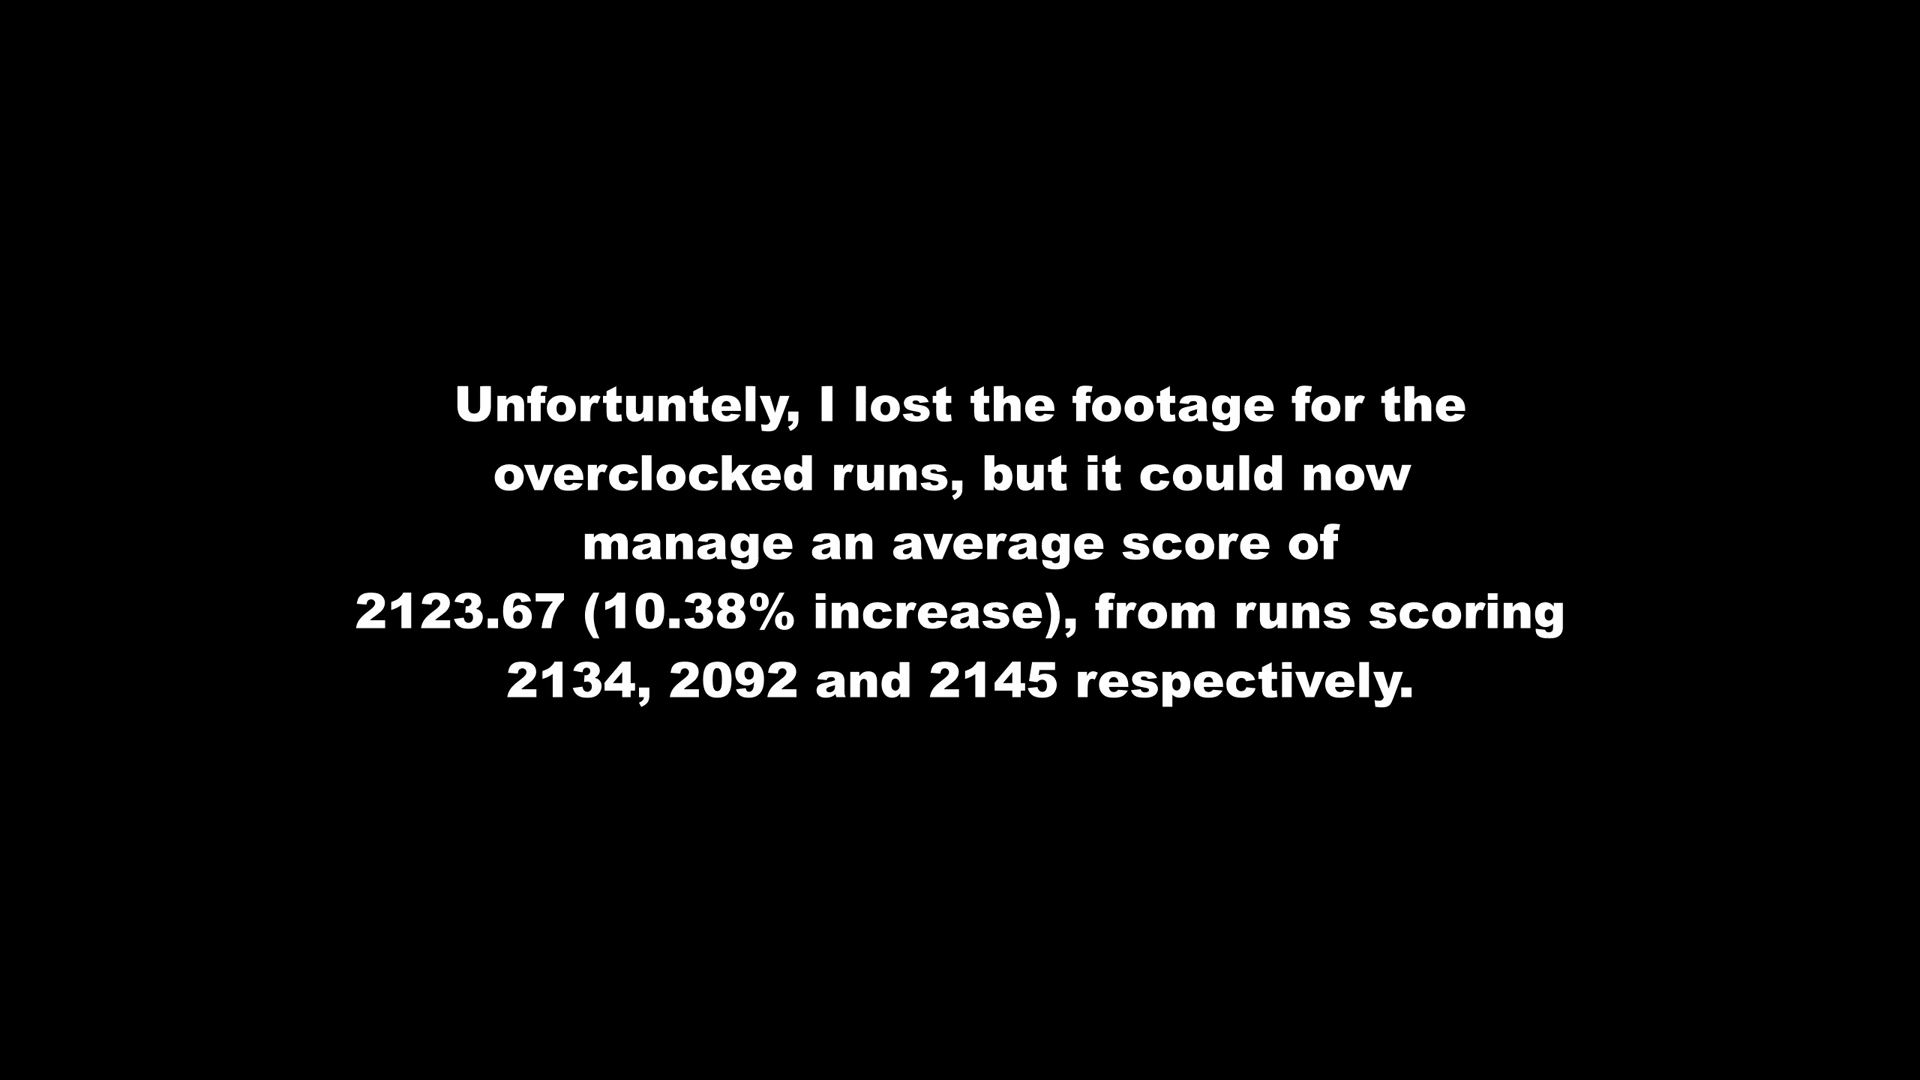 Unfortuntely, I lost the footage for the
overclocked runs, but it could now
manage an average score of
2123.67 (10.38% increase), from runs scoring
2134, 2092 and 2145 respectively.